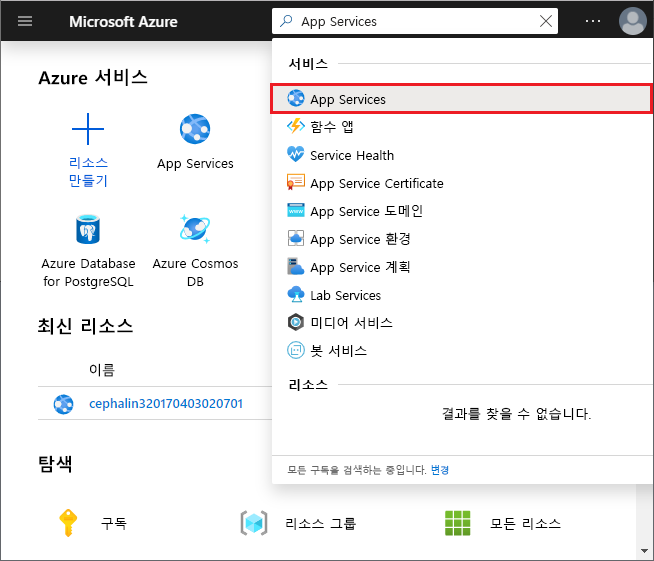 Microsoft Azure
App Services
서비스
App Services
함수 앱
Service Health
App Service Certificate
App Service 도메인
App Service 환경
App Service 계획
Lab Services
미디어 서비스
봇 서비스
리소스
결과를 찾을 수 없습니다.
모든 구독을 검색하는 중입니다. 변경
Azure 서비스
리소스
만들기
App Services
Azure Database
for PostgreSQL
Azure Cosmos
DB
최신 리소스
이름
cephalin320170403020701
탐색
구독
리소스 그룹
모든 리소스